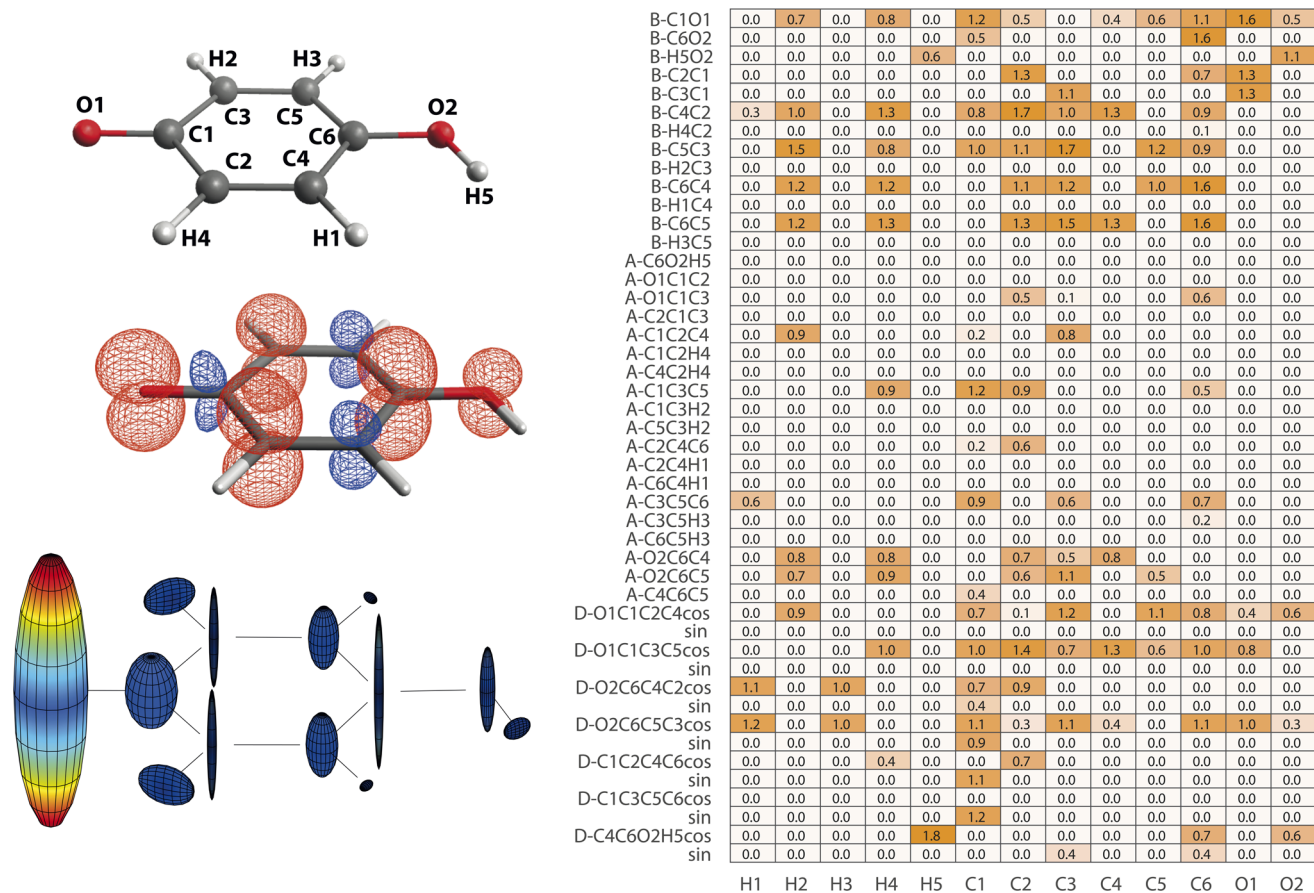 H2 H3
O1 O2
C1 C3 C5 C6
C2 C4
H5
H4 H1
B-C1O1 0.0 0.7 0.0 0.8 0.0 1.2 0.5 0.0 0.4 0.6 1.1 1.6 0.5
B-C6O2 0.0 0.0 0.0 0.0 0.0 0.5 0.0 0.0 0.0 0.0 1.6 0.0 0.0
B-H5O2 0.0 0.0 0.0 0.0 0.6 0.0 0.0 0.0 0.0 0.0 0.0 0.0 1.1
B-C2C1 0.0 0.0 0.0 0.0 0.0 0.0 1.3 0.0 0.0 0.0 0.7 1.3 0.0
B-C3C1 0.0 0.0 0.0 0.0 0.0 0.0 0.0 1.1 0.0 0.0 0.0 1.3 0.0
B-C4C2 0.3 1.0 0.0 1.3 0.0 0.8 1.7 1.0 1.3 0.0 0.9 0.0 0.0
B-H4C2 0.0 0.0 0.0 0.0 0.0 0.0 0.0 0.0 0.0 0.0 0.1 0.0 0.0
B-C5C3 0.0 1.5 0.0 0.8 0.0 1.0 1.1 1.7 0.0 1.2 0.9 0.0 0.0
B-H2C3 0.0 0.0 0.0 0.0 0.0 0.0 0.0 0.0 0.0 0.0 0.0 0.0 0.0
B-C6C4 0.0 1.2 0.0 1.2 0.0 0.0 1.1 1.2 0.0 1.0 1.6 0.0 0.0
B-H1C4 0.0 0.0 0.0 0.0 0.0 0.0 0.0 0.0 0.0 0.0 0.0 0.0 0.0
B-C6C5 0.0 1.2 0.0 1.3 0.0 0.0 1.3 1.5 1.3 0.0 1.6 0.0 0.0
B-H3C5 0.0 0.0 0.0 0.0 0.0 0.0 0.0 0.0 0.0 0.0 0.0 0.0 0.0
A-C6O2H5 0.0 0.0 0.0 0.0 0.0 0.0 0.0 0.0 0.0 0.0 0.0 0.0 0.0
A-O1C1C2 0.0 0.0 0.0 0.0 0.0 0.0 0.0 0.0 0.0 0.0 0.0 0.0 0.0
A-O1C1C3 0.0 0.0 0.0 0.0 0.0 0.0 0.5 0.1 0.0 0.0 0.6 0.0 0.0
A-C2C1C3 0.0 0.0 0.0 0.0 0.0 0.0 0.0 0.0 0.0 0.0 0.0 0.0 0.0
A-C1C2C4 0.0 0.9 0.0 0.0 0.0 0.2 0.0 0.8 0.0 0.0 0.0 0.0 0.0
A-C1C2H4 0.0 0.0 0.0 0.0 0.0 0.0 0.0 0.0 0.0 0.0 0.0 0.0 0.0
A-C4C2H4 0.0 0.0 0.0 0.0 0.0 0.0 0.0 0.0 0.0 0.0 0.0 0.0 0.0
A-C1C3C5 0.0 0.0 0.0 0.9 0.0 1.2 0.9 0.0 0.0 0.0 0.5 0.0 0.0
A-C1C3H2 0.0 0.0 0.0 0.0 0.0 0.0 0.0 0.0 0.0 0.0 0.0 0.0 0.0
A-C5C3H2 0.0 0.0 0.0 0.0 0.0 0.0 0.0 0.0 0.0 0.0 0.0 0.0 0.0
A-C2C4C6 0.0 0.0 0.0 0.0 0.0 0.2 0.6 0.0 0.0 0.0 0.0 0.0 0.0
A-C2C4H1 0.0 0.0 0.0 0.0 0.0 0.0 0.0 0.0 0.0 0.0 0.0 0.0 0.0
A-C6C4H1 0.0 0.0 0.0 0.0 0.0 0.0 0.0 0.0 0.0 0.0 0.0 0.0 0.0
A-C3C5C6 0.6 0.0 0.0 0.0 0.0 0.9 0.0 0.6 0.0 0.0 0.7 0.0 0.0
A-C3C5H3 0.0 0.0 0.0 0.0 0.0 0.0 0.0 0.0 0.0 0.0 0.2 0.0 0.0
A-C6C5H3 0.0 0.0 0.0 0.0 0.0 0.0 0.0 0.0 0.0 0.0 0.0 0.0 0.0
A-O2C6C4 0.0 0.8 0.0 0.8 0.0 0.0 0.7 0.5 0.8 0.0 0.0 0.0 0.0
A-O2C6C5 0.0 0.7 0.0 0.9 0.0 0.0 0.6 1.1 0.0 0.5 0.0 0.0 0.0
A-C4C6C5 0.0 0.0 0.0 0.0 0.0 0.4 0.0 0.0 0.0 0.0 0.0 0.0 0.0
D-O1C1C2C4cos 0.0 0.9 0.0 0.0 0.0 0.7 0.1 1.2 0.0 1.1 0.8 0.4 0.6
sin 0.0 0.0 0.0 0.0 0.0 0.0 0.0 0.0 0.0 0.0 0.0 0.0 0.0
D-O1C1C3C5cos 0.0 0.0 0.0 1.0 0.0 1.0 1.4 0.7 1.3 0.6 1.0 0.8 0.0
sin 0.0 0.0 0.0 0.0 0.0 0.0 0.0 0.0 0.0 0.0 0.0 0.0 0.0
D-O2C6C4C2cos 1.1 0.0 1.0 0.0 0.0 0.7 0.9 0.0 0.0 0.0 0.0 0.0 0.0
sin 0.0 0.0 0.0 0.0 0.0 0.4 0.0 0.0 0.0 0.0 0.0 0.0 0.0
D-O2C6C5C3cos 1.2 0.0 1.0 0.0 0.0 1.1 0.3 1.1 0.4 0.0 1.1 1.0 0.3
sin 0.0 0.0 0.0 0.0 0.0 0.9 0.0 0.0 0.0 0.0 0.0 0.0 0.0
D-C1C2C4C6cos 0.0 0.0 0.0 0.4 0.0 0.0 0.7 0.0 0.0 0.0 0.0 0.0 0.0
sin 0.0 0.0 0.0 0.0 0.0 1.1 0.0 0.0 0.0 0.0 0.0 0.0 0.0
D-C1C3C5C6cos 0.0 0.0 0.0 0.0 0.0 0.0 0.0 0.0 0.0 0.0 0.0 0.0 0.0
sin 0.0 0.0 0.0 0.0 0.0 1.2 0.0 0.0 0.0 0.0 0.0 0.0 0.0
D-C4C6O2H5cos 0.0 0.0 0.0 0.0 1.8 0.0 0.0 0.0 0.0 0.0 0.7 0.0 0.6
sin 0.0 0.0 0.0 0.0 0.0 0.0 0.0 0.4 0.0 0.0 0.4 0.0 0.0
H1 H2 H3 H4 H5 C1 C2 C3 C4 C5 C6 O1 O2